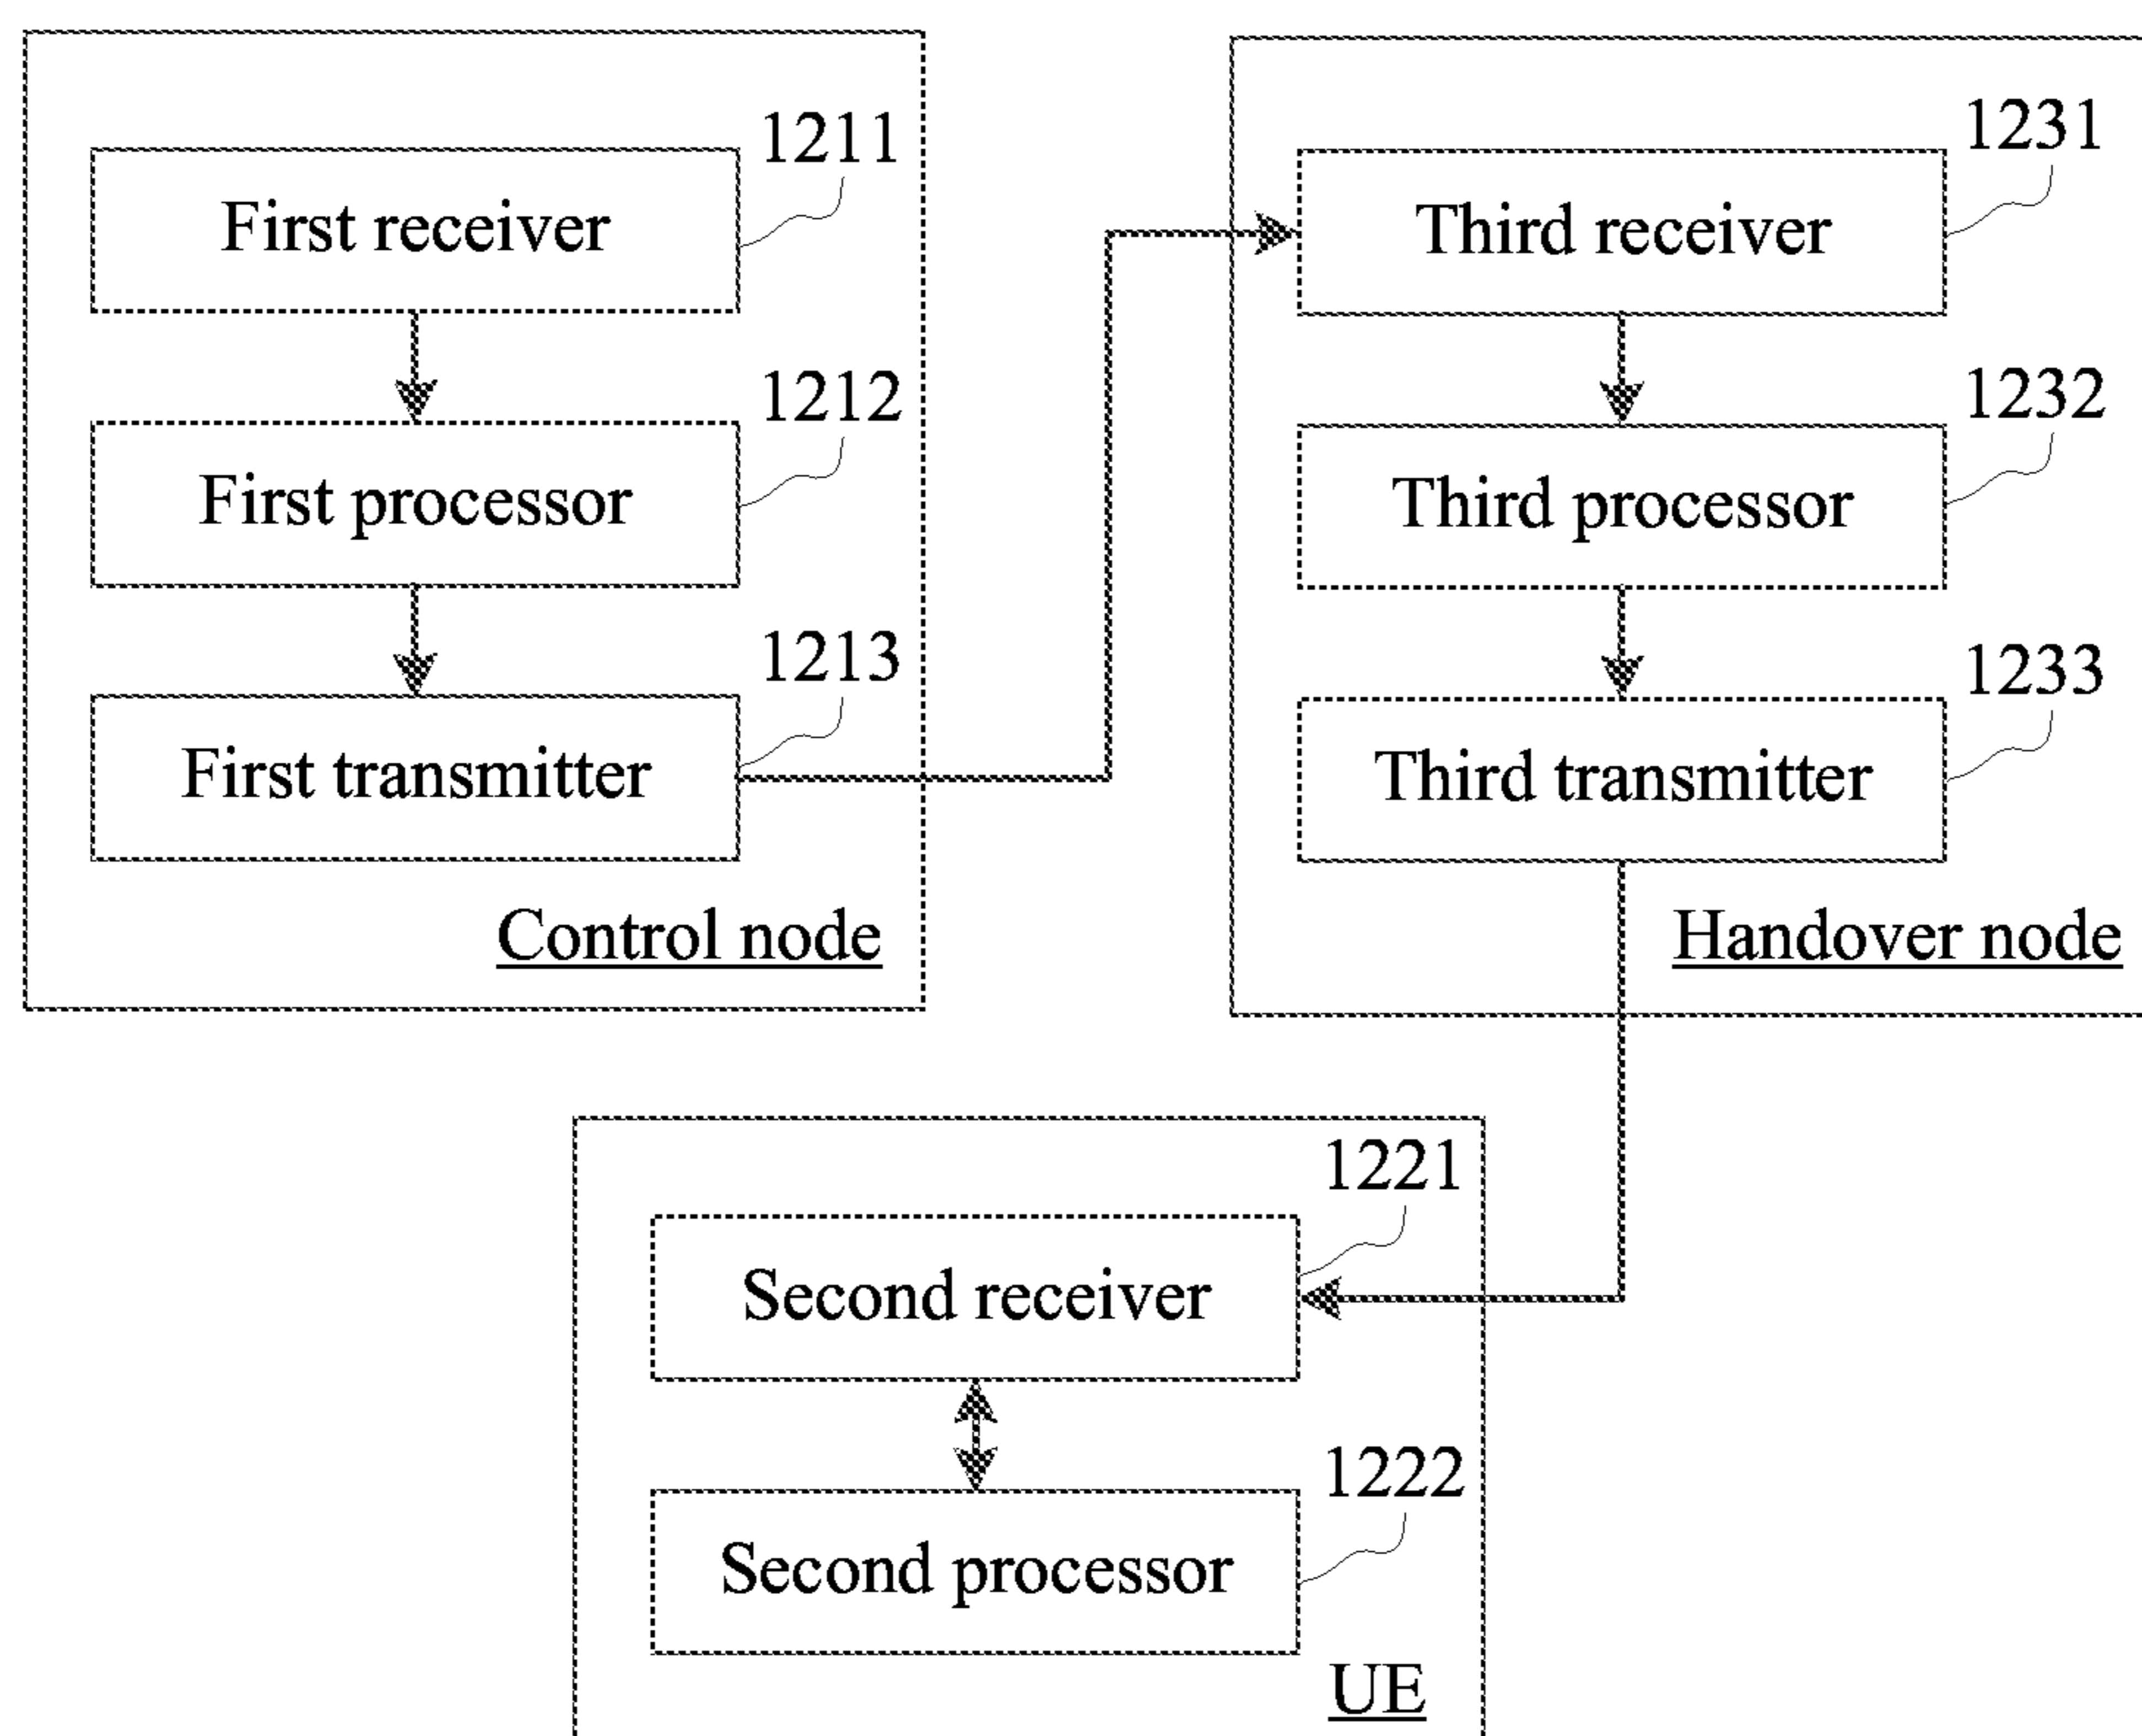 1211
First receiver
1212
First processor
1213
First transmitter
Control node
1231
Third receiver
1232
Third processor
1233
Third transmitter
Handover node
1221
Second receiver
1222
Second processor
UE